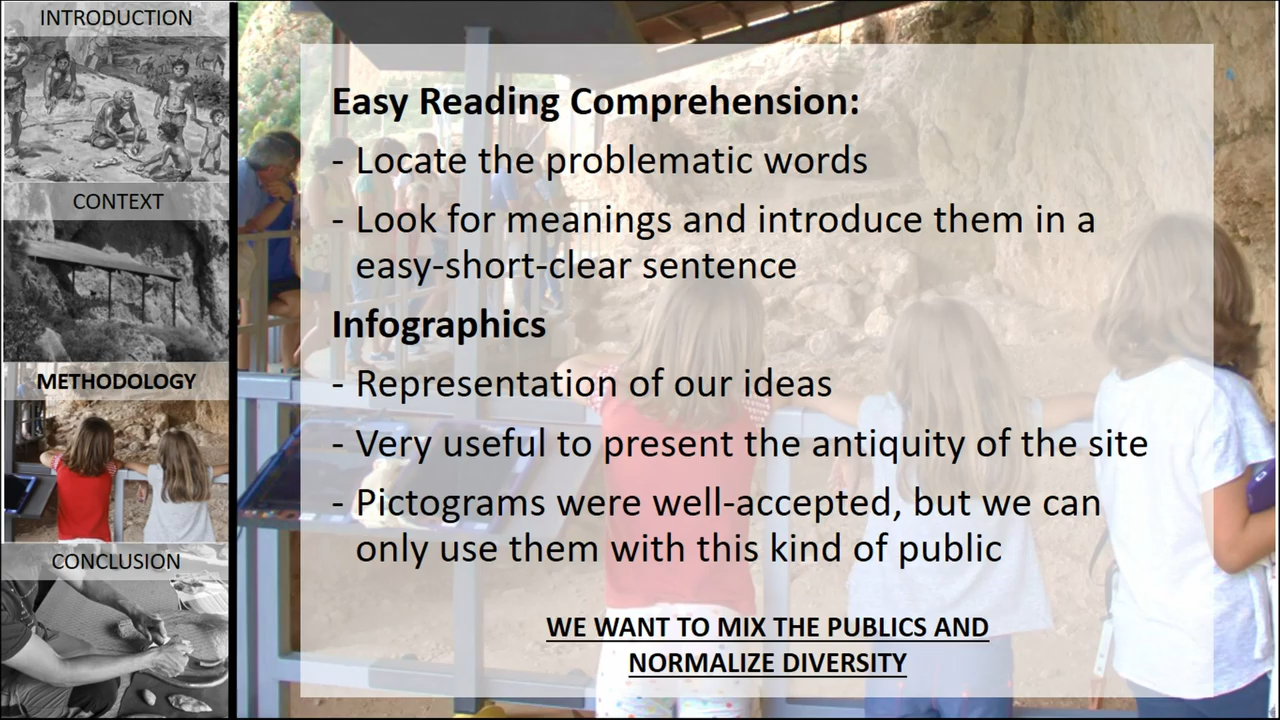 INTRODUCTION
CONTEXT
METHODOLOGY
CONCLUSION
Easy Reading Comprehension:
- Locate the problematic words
- Look for meanings and introduce them in a
easy-short-clear sentence
Infographics
- Representation of our ideas
- Very useful to present the antiquity of the site
- Pictograms were well-accepted, but we can
only use them with this kind of public
WE WANT TO MIX THE PUBLICS AND
NORMALIZE DIVERSITY